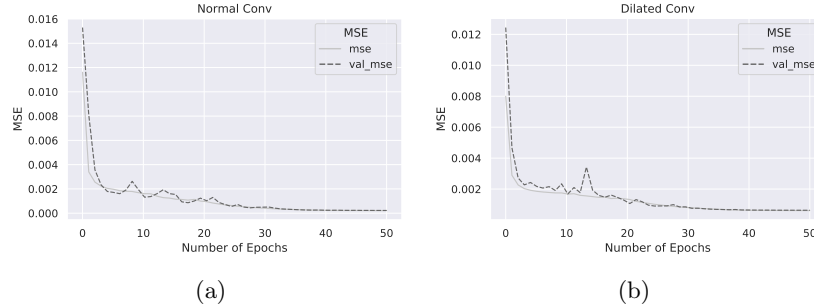 Normal Conv
0.016
0.014
0.012
0.010
0.008
0.006
0.004
0.002
0.000
MSE
MSE
mse
val_mse
0 10 20 30 40 50
Number of Epochs
(a)
Dilated Conv
0.012
0.010
0.008
0.006
0.004
0.002
MSE
MSE
mse
val_mse
0 10 20 30 40 50
Number of Epochs
(b)